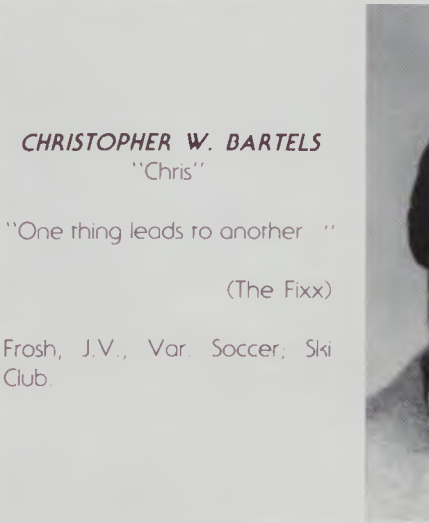 CHRISTOPHER W. BARTELS
"Chris"
"One thing leads to another "
(The Fixx)
Frosh, J.V., Var. Soccer; Ski
Club.